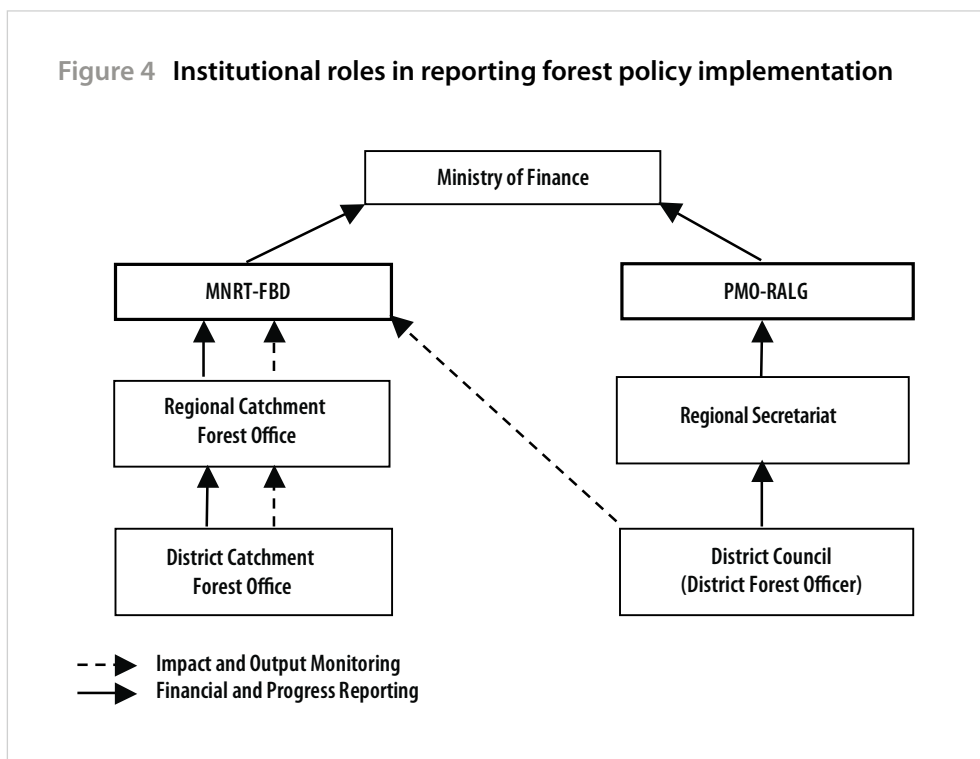 Figure 4 Institutional roles in reporting forest policy implementation
Ministry of Finance
MNRT-FBD
PMO-RALG
Regional Catchment
Forest Office
Regional Secretariat
District Catchment
Forest Office
District Council
(District Forest Officer)
Impact and Output Monitoring
Financial and Progress Reporting